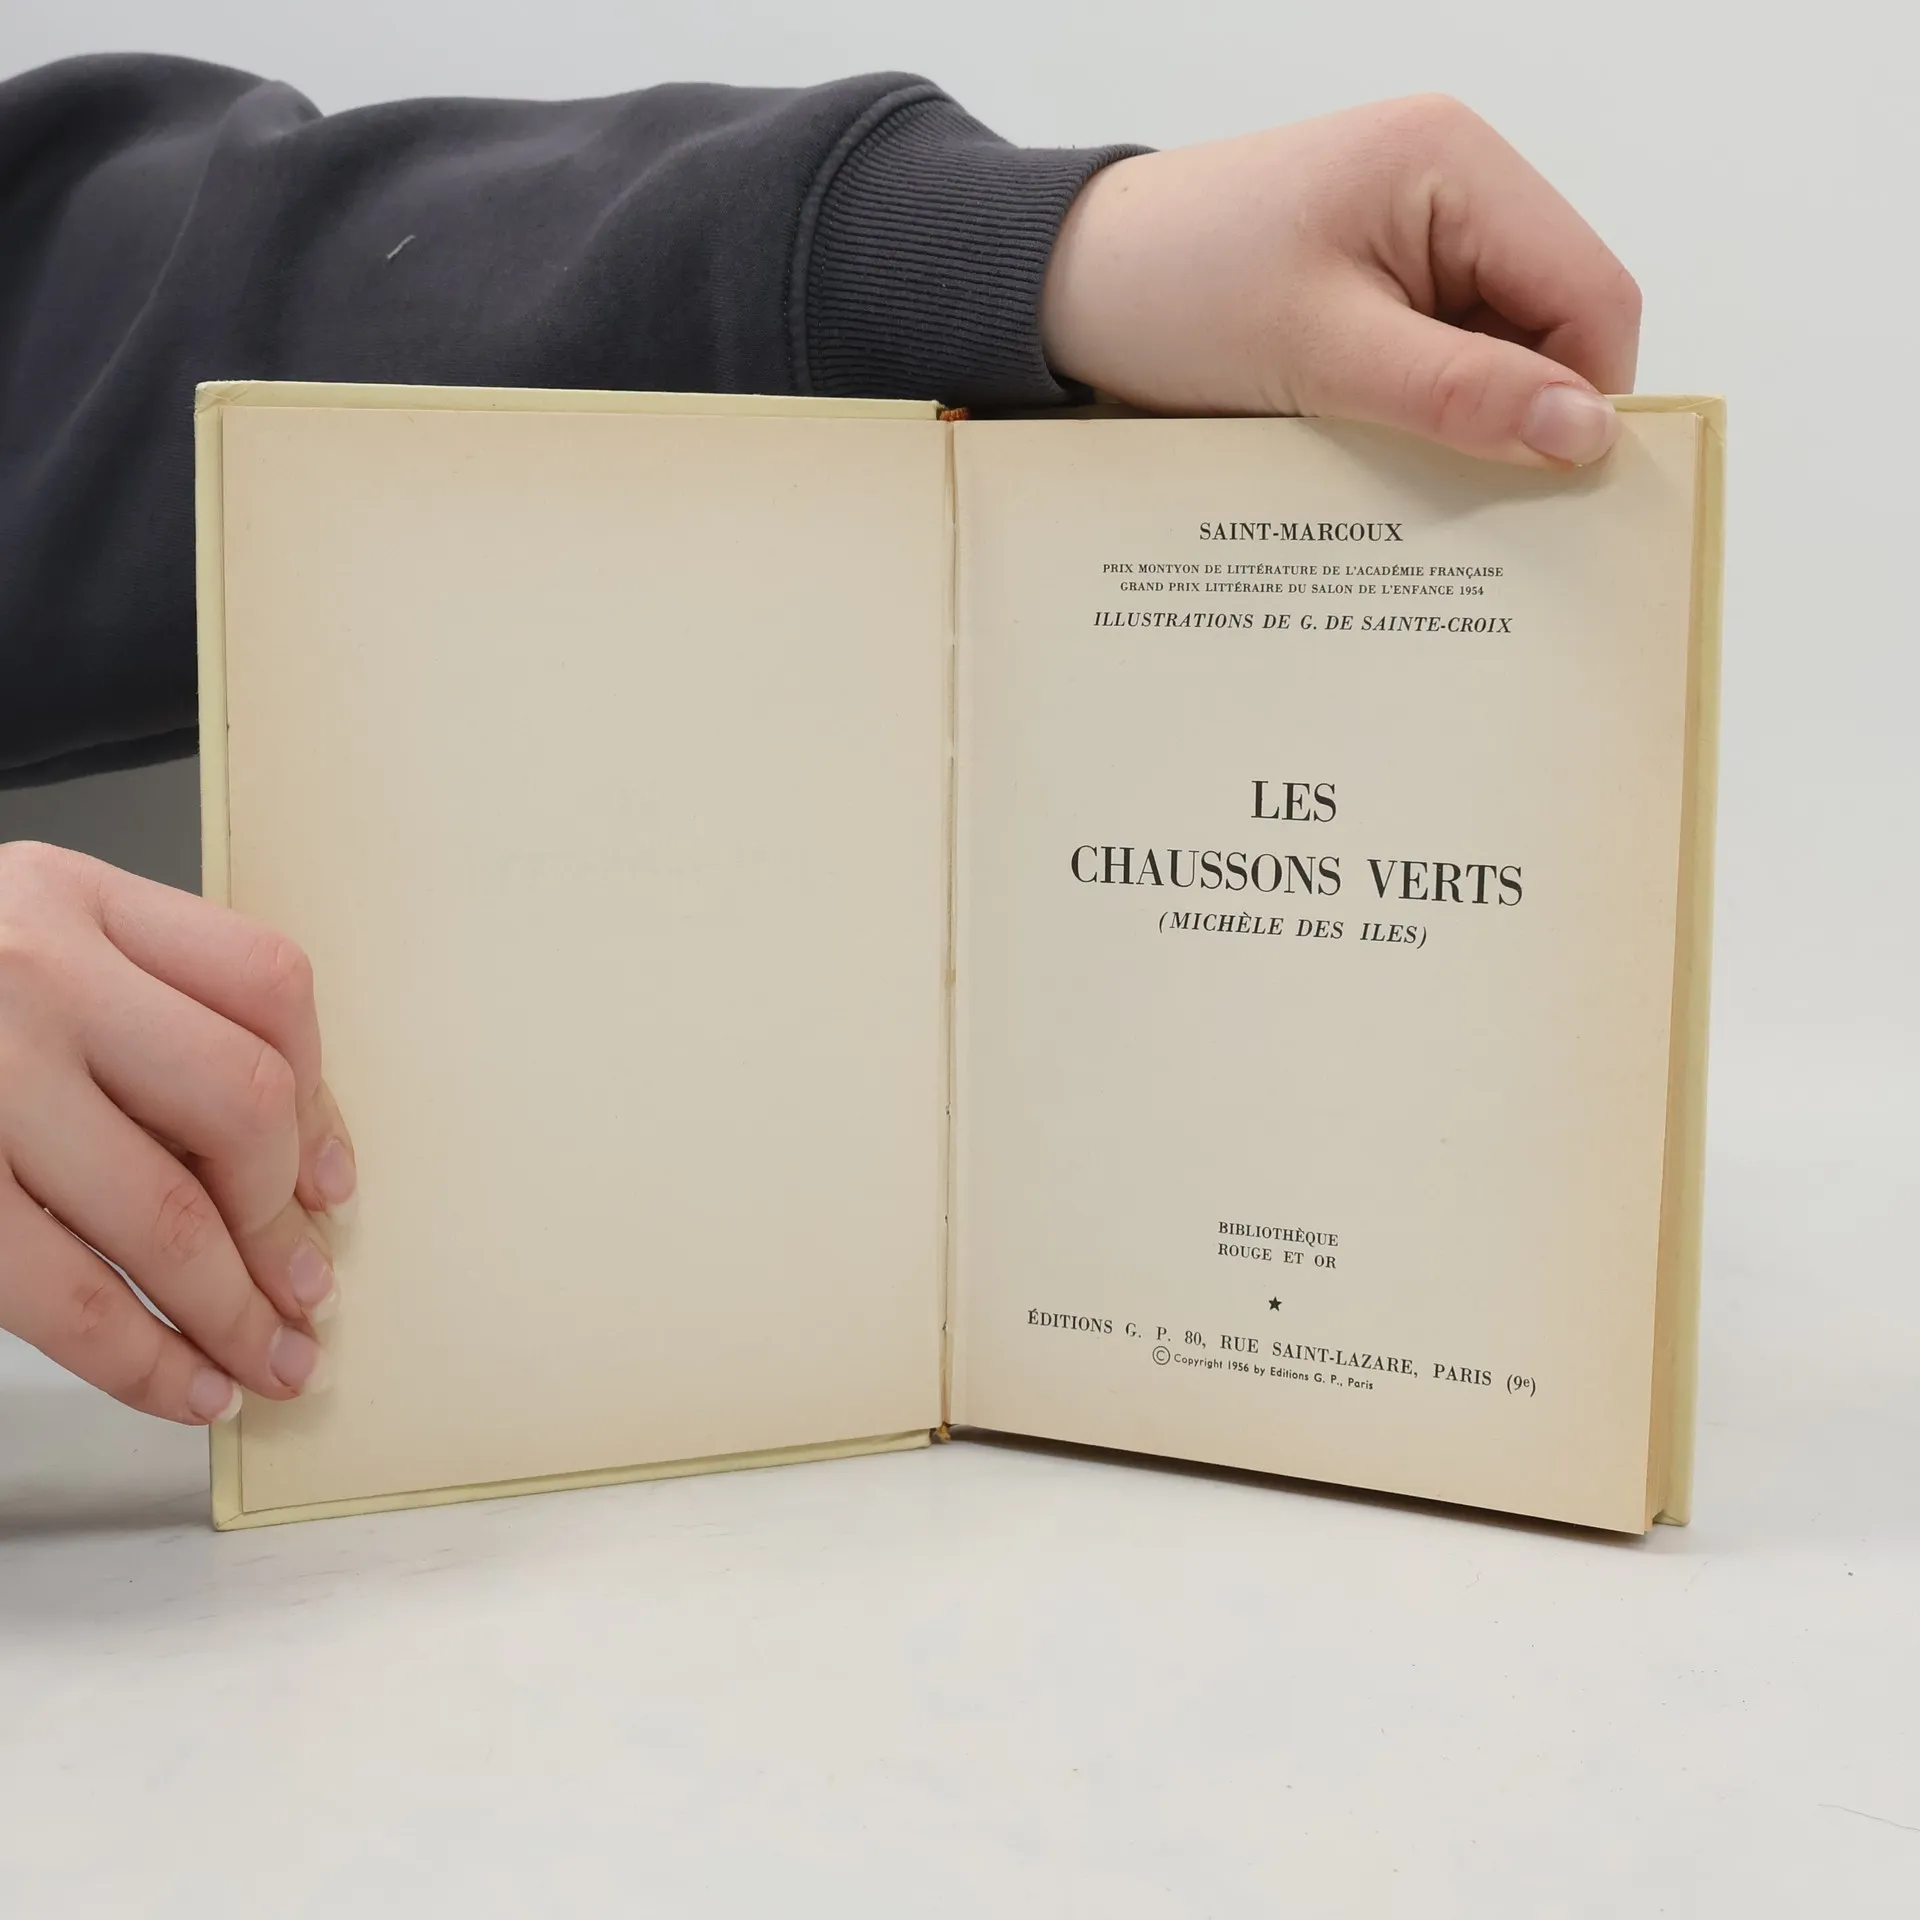 SAINT-MARCOUX
PRIX MONTYON DE LITTÉRATURE DE L'ACADÉMIE FRANÇAISE
GRAND PRIX LITTÉRAIRE DU SALON DE L'ENFANCE 1954
ILLUSTRATIONS DE G. DE SAINTE-CROIX
LES
CHAUSSONS VERTS
(MICHÈLE DES ILES)
BIBLIOTHÈQUE
ROUGE ET OR
★
ÉDITIONS G. P. 80, RUE SAINT-LAZARE, PARIS (9e)
© Copyright 1956 by Editions G. P., Paris